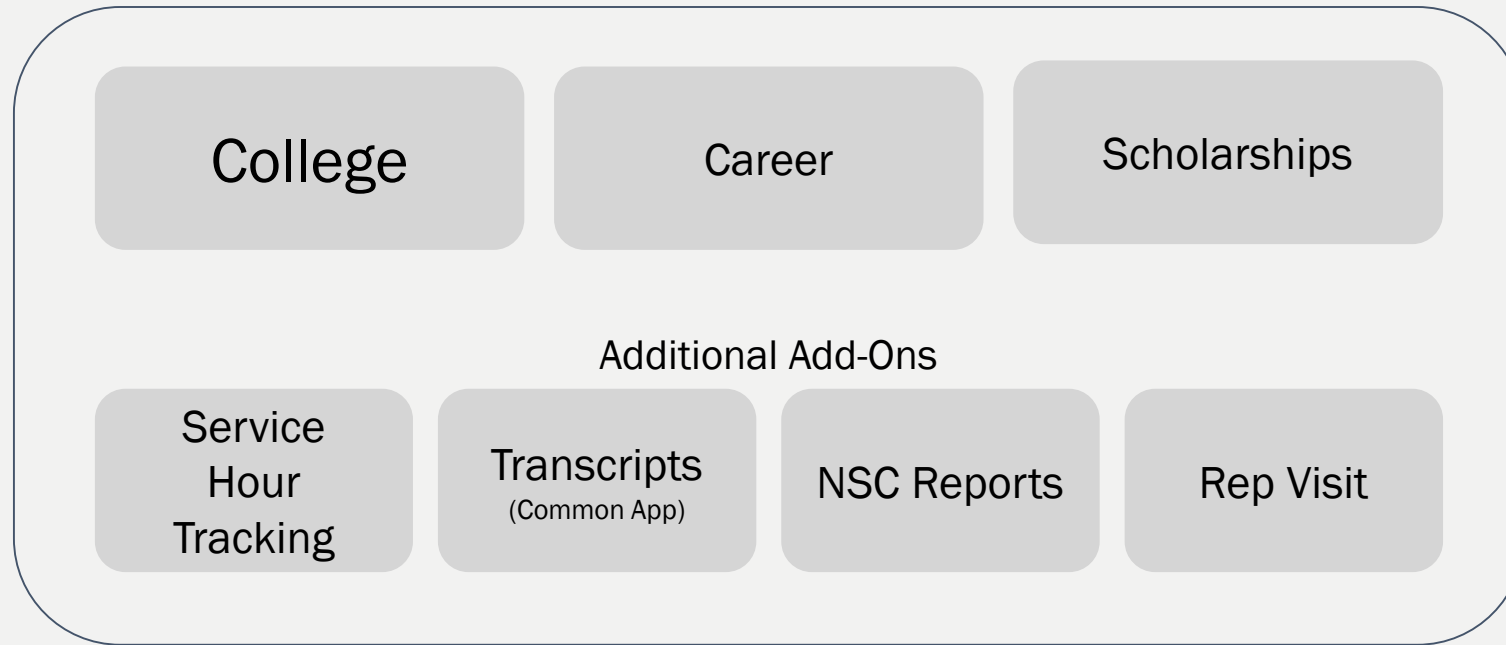 College
Career
Scholarships
Additional Add-Ons
Service
Hour
Tracking
Transcripts
(Common App)
NSC Reports
Rep Visit